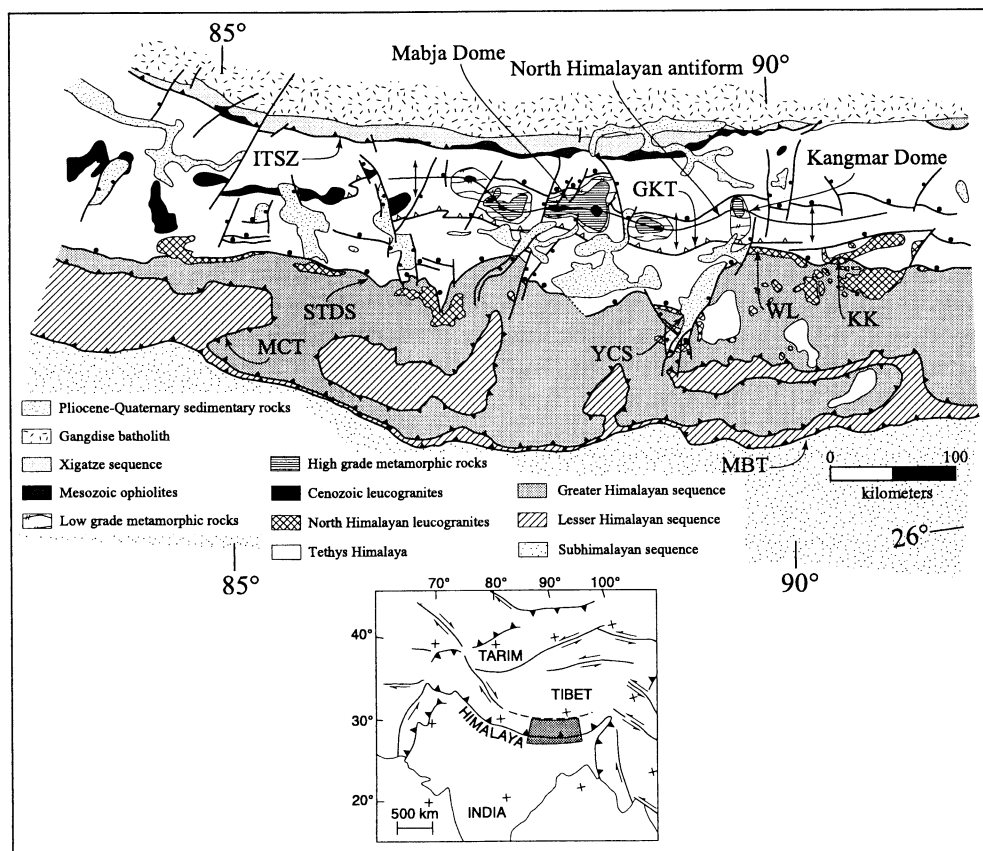 85°
Mabja Dome
North Himalayan antiform
90°
ITSZ
GKT
Kangmar Dome
STDS
MCT
YCS
WL
KK
MBT
0 100
kilometers
26°
Pliocene-Quaternary sedimentary rocks
Gangdise batholith
Xigatze sequence
Mesozoic ophiolites
Low grade metamorphic rocks
High grade metamorphic rocks
Cenozoic leucogranites
North Himalayan leucogranites
Tethys Himalaya
Greater Himalayan sequence
Lesser Himalayan sequence
Subhimalayan sequence
85°
90°
70° 80° 90° 100°
40°
30°
20°
TARIM
TIBET
HIMALAYA
INDIA
500 km